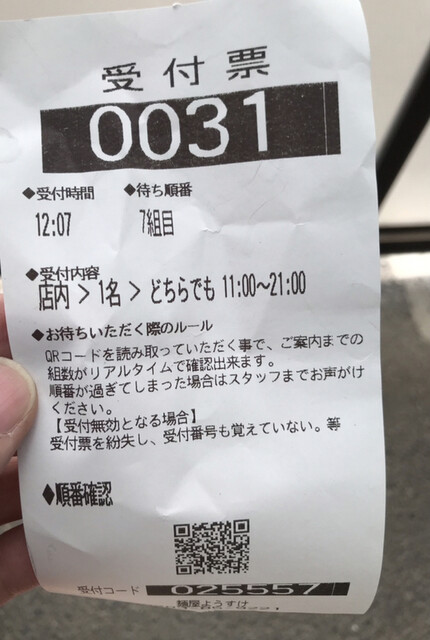 受付票
0031
◆受付時間 ◆待ち順番
12:07 7組目
◆受付内容
店内 > 1名 > どちらでも 11:00～21:00
◆お待ちいただく際のルール
QRコードを読み取っていただく事で、ご案内までの
組数がリアルタイムで確認出来ます。
順番が過ぎてしまった場合はスタッフまでお声がけ
ください。
【受付無効となる場合】
受付票を紛失し、受付番号も覚えていない。等
◆順番確認
受付コード 025557
麺屋ようすけ